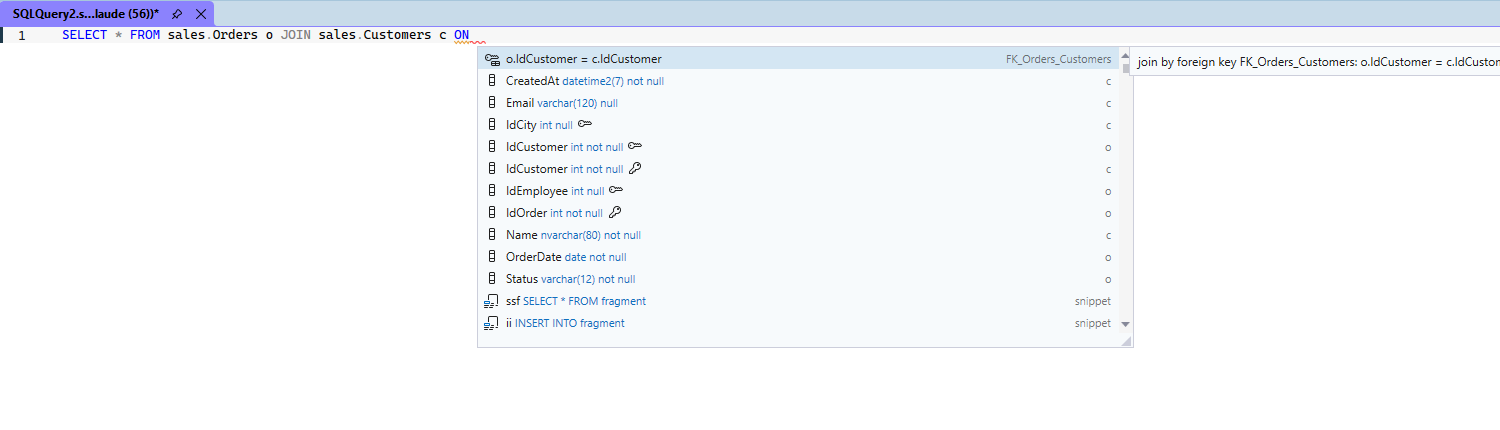 SQLQuery2.s...laude (56))*
1 SELECT * FROM sales.Orders o JOIN sales.Customers c ON
o.IdCustomer = c.IdCustomer FK_Orders_Customers
join by foreign key FK_Orders_Customers: o.IdCustomer = c.IdCustom
CreatedAt datetime2(7) not null c
Email varchar(120) null c
IdCity int null c
IdCustomer int not null o
IdCustomer int not null c
IdEmployee int null o
IdOrder int not null o
Name nvarchar(80) not null c
OrderDate date not null o
Status varchar(12) not null o
ssf SELECT * FROM fragment snippet
ii INSERT INTO fragment snippet